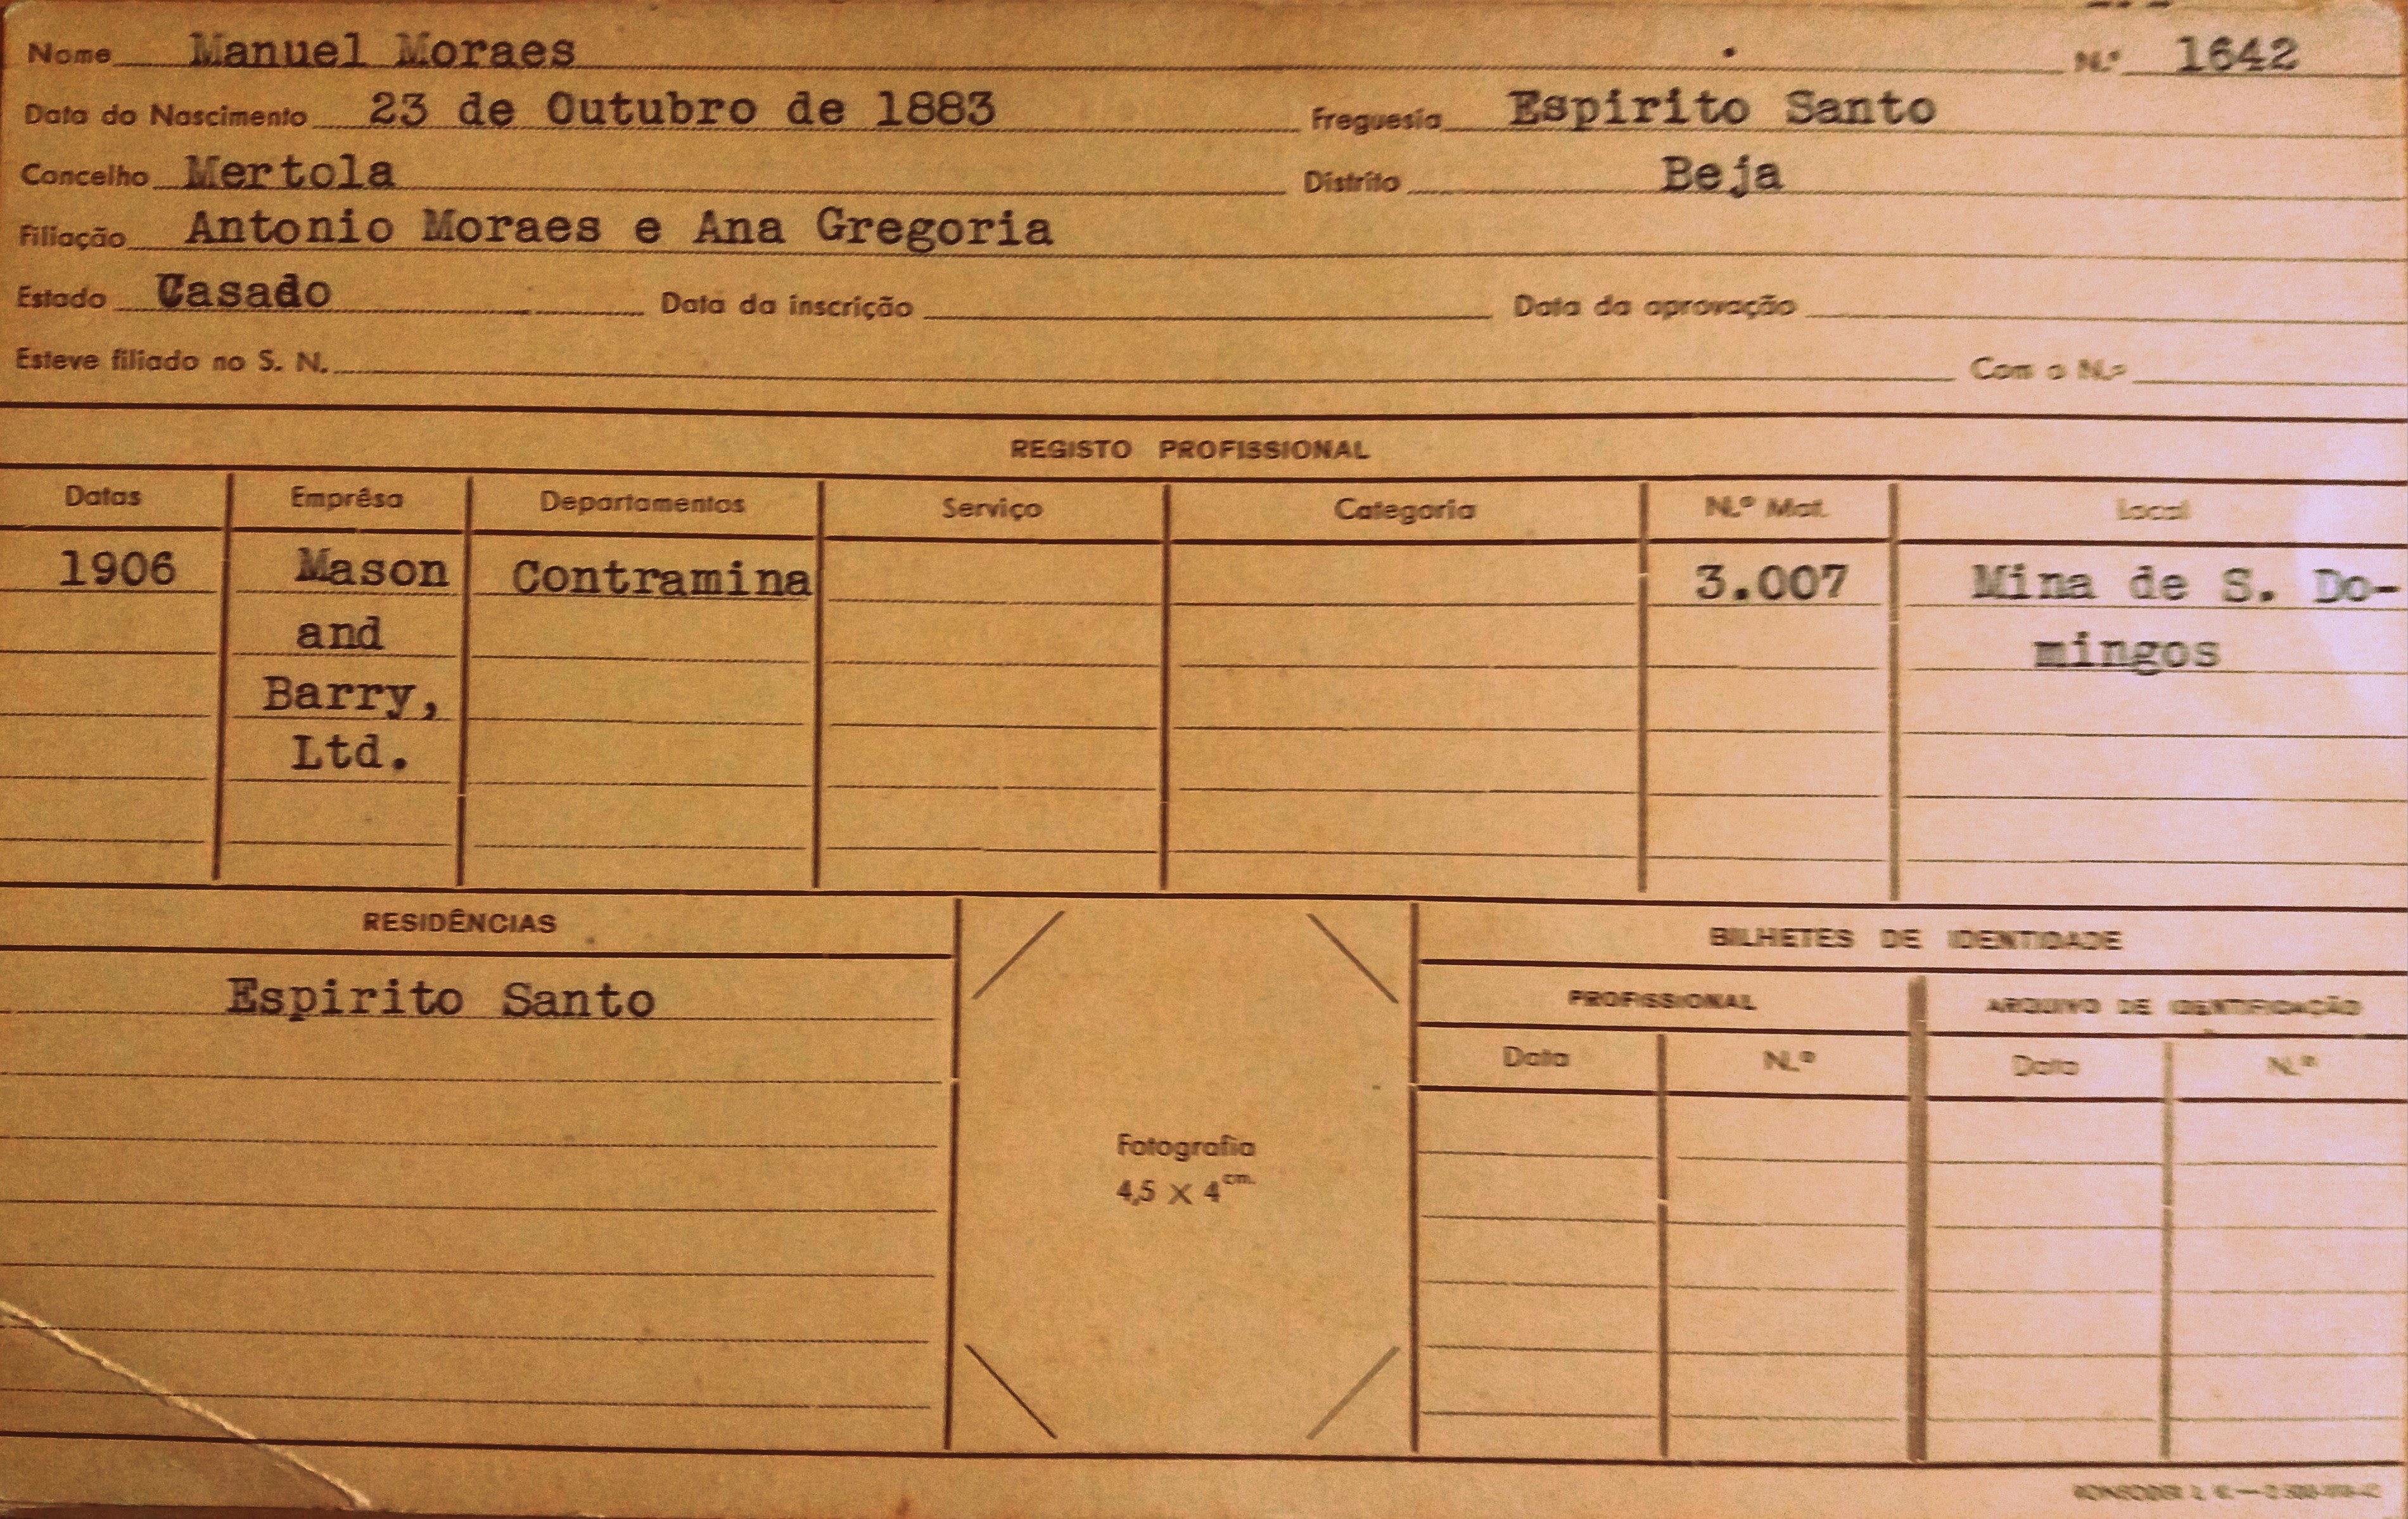 Nome Manuel Moraes N.º 1642
Data do Nascimento 23 de Outubro de 1883 Freguesia Espirito Santo
Concelho Mertola Distrito Beja
Filiação Antonio Moraes e Ana Gregoria
Estado Casado Data da inscrição Data da aprovação
Esteve filiado no S. N. Com o N.º
REGISTO PROFISSIONAL
Datas Emprêsa Departamentos Serviço Categoria N.º Mat. Local
1906 Mason Contramina 3.007 Mina de S. Do-
and mingos
Barry,
Ltd.
RESIDÊNCIAS BILHETES DE IDENTIDADE
Espirito Santo PROFISSIONAL ARQUIVO DE IDENTIFICAÇÃO
Data N.º Data N.º
Fotografia
4,5 X 4 cm.